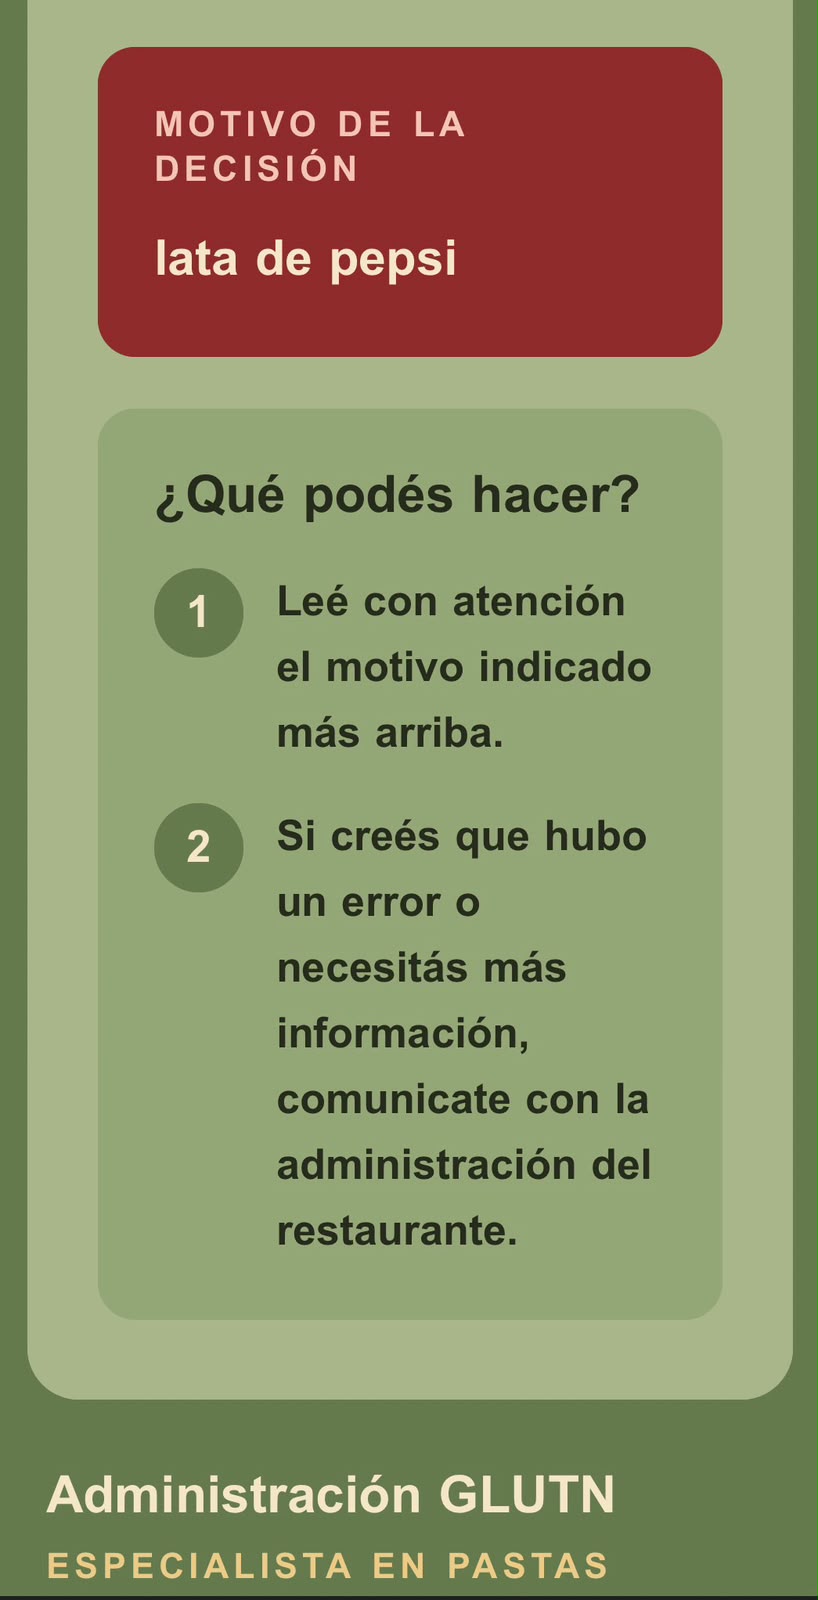 MOTIVO DE LA
DECISIÓN
lata de pepsi
¿Qué podés hacer?
1
Leé con atención
el motivo indicado
más arriba.
2
Si creés que hubo
un error o
necesitás más
información,
comunicate con la
administración del
restaurante.
Administración GLUTN
ESPECIALISTA EN PASTAS